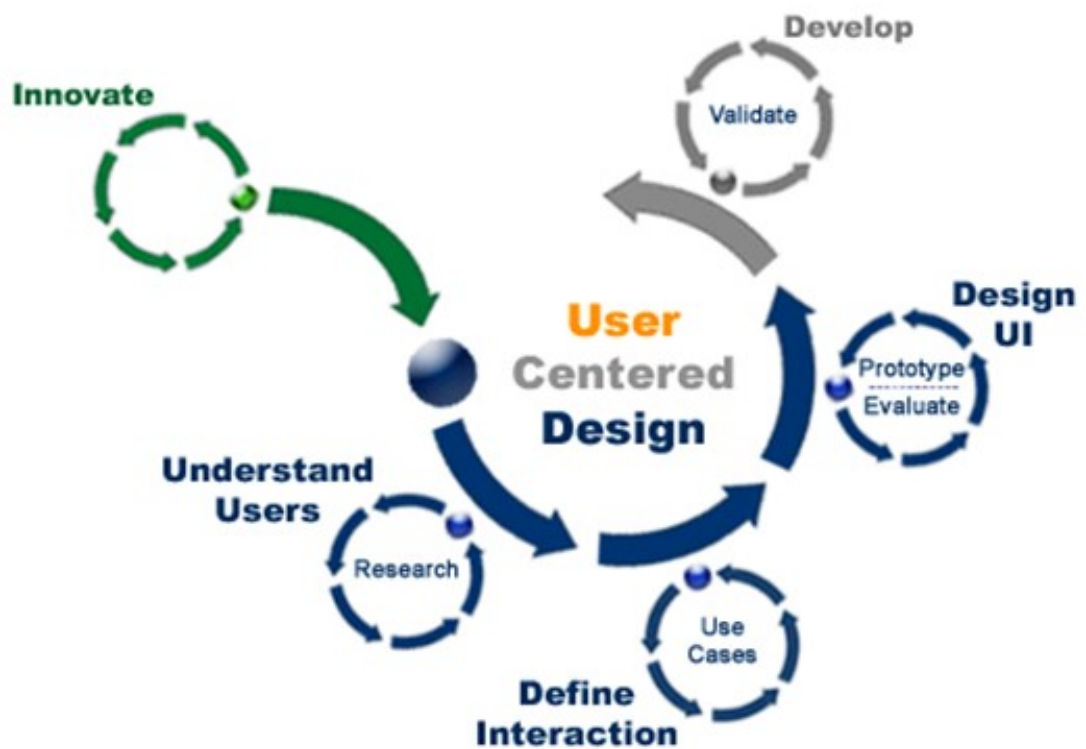 Innovate
Develop
Validate
User
Centered
Design
Design
UI
Prototype
Evaluate
Understand
Users
Research
Use
Cases
Define
Interaction